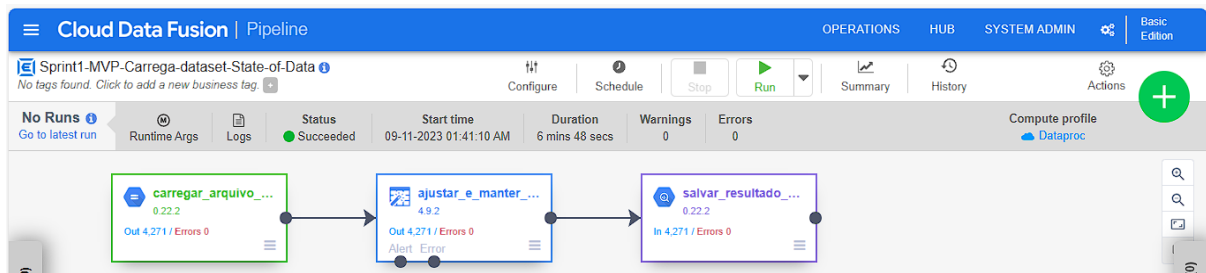 Cloud Data Fusion | Pipeline
OPERATIONS HUB SYSTEM ADMIN Basic Edition
Sprint1-MVP-Carrega-dataset-State-of-Data
No tags found. Click to add a new business tag. +
Configure Schedule Stop Run Summary History Actions
No Runs
Go to latest run
Runtime Args Logs
Status
Succeeded
Start time
09-11-2023 01:41:10 AM
Duration
6 mins 48 secs
Warnings
0
Errors
0
Compute profile
Dataproc
carregar_arquivo_...
0.22.2
Out 4,271 / Errors 0
ajustar_e_manter_...
4.9.2
Out 4,271 / Errors 0
Alert Error
salvar_resultado_...
0.22.2
In 4,271 / Errors 0